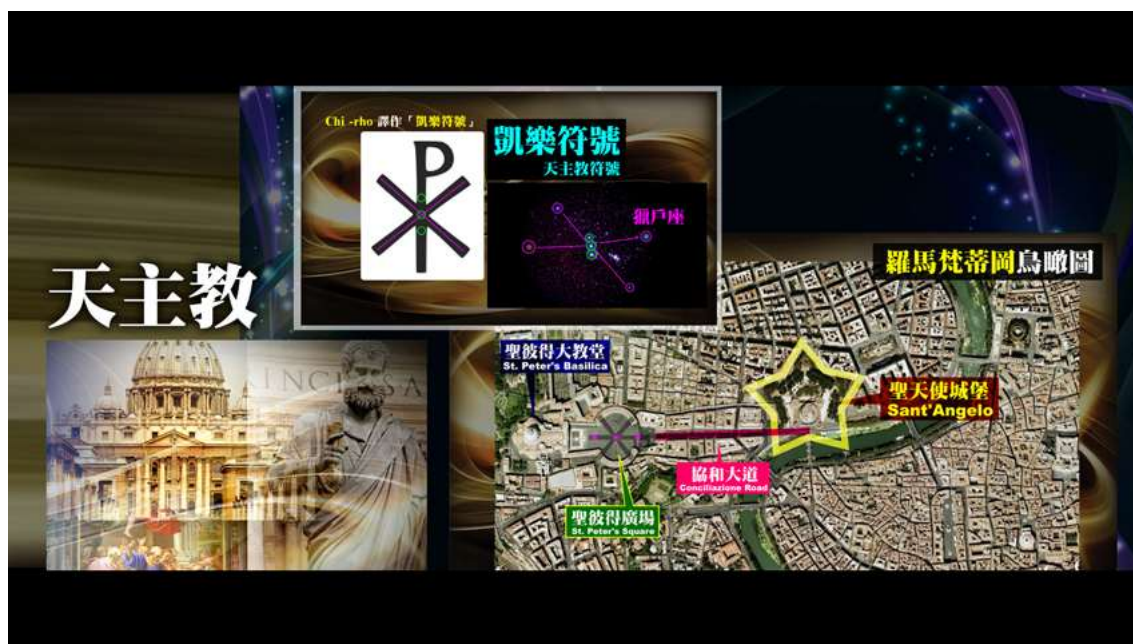 Chi -rho 譯作「凱樂符號」
凱樂符號
天主教符號
獵戶座
天主教
羅馬梵蒂岡鳥瞰圖
聖彼得大教堂
St. Peter's Basilica
聖天使城堡
Sant'Angelo
協和大道
Conciliazione Road
聖彼得廣場
St. Peter's Square